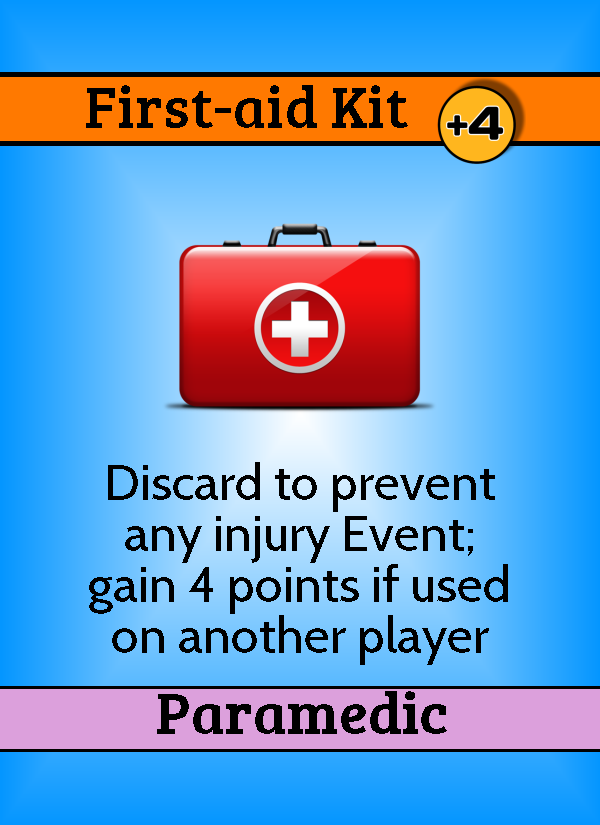 First-aid Kit
+4
Discard to prevent
any injury Event;
gain 4 points if used
on another player
Paramedic